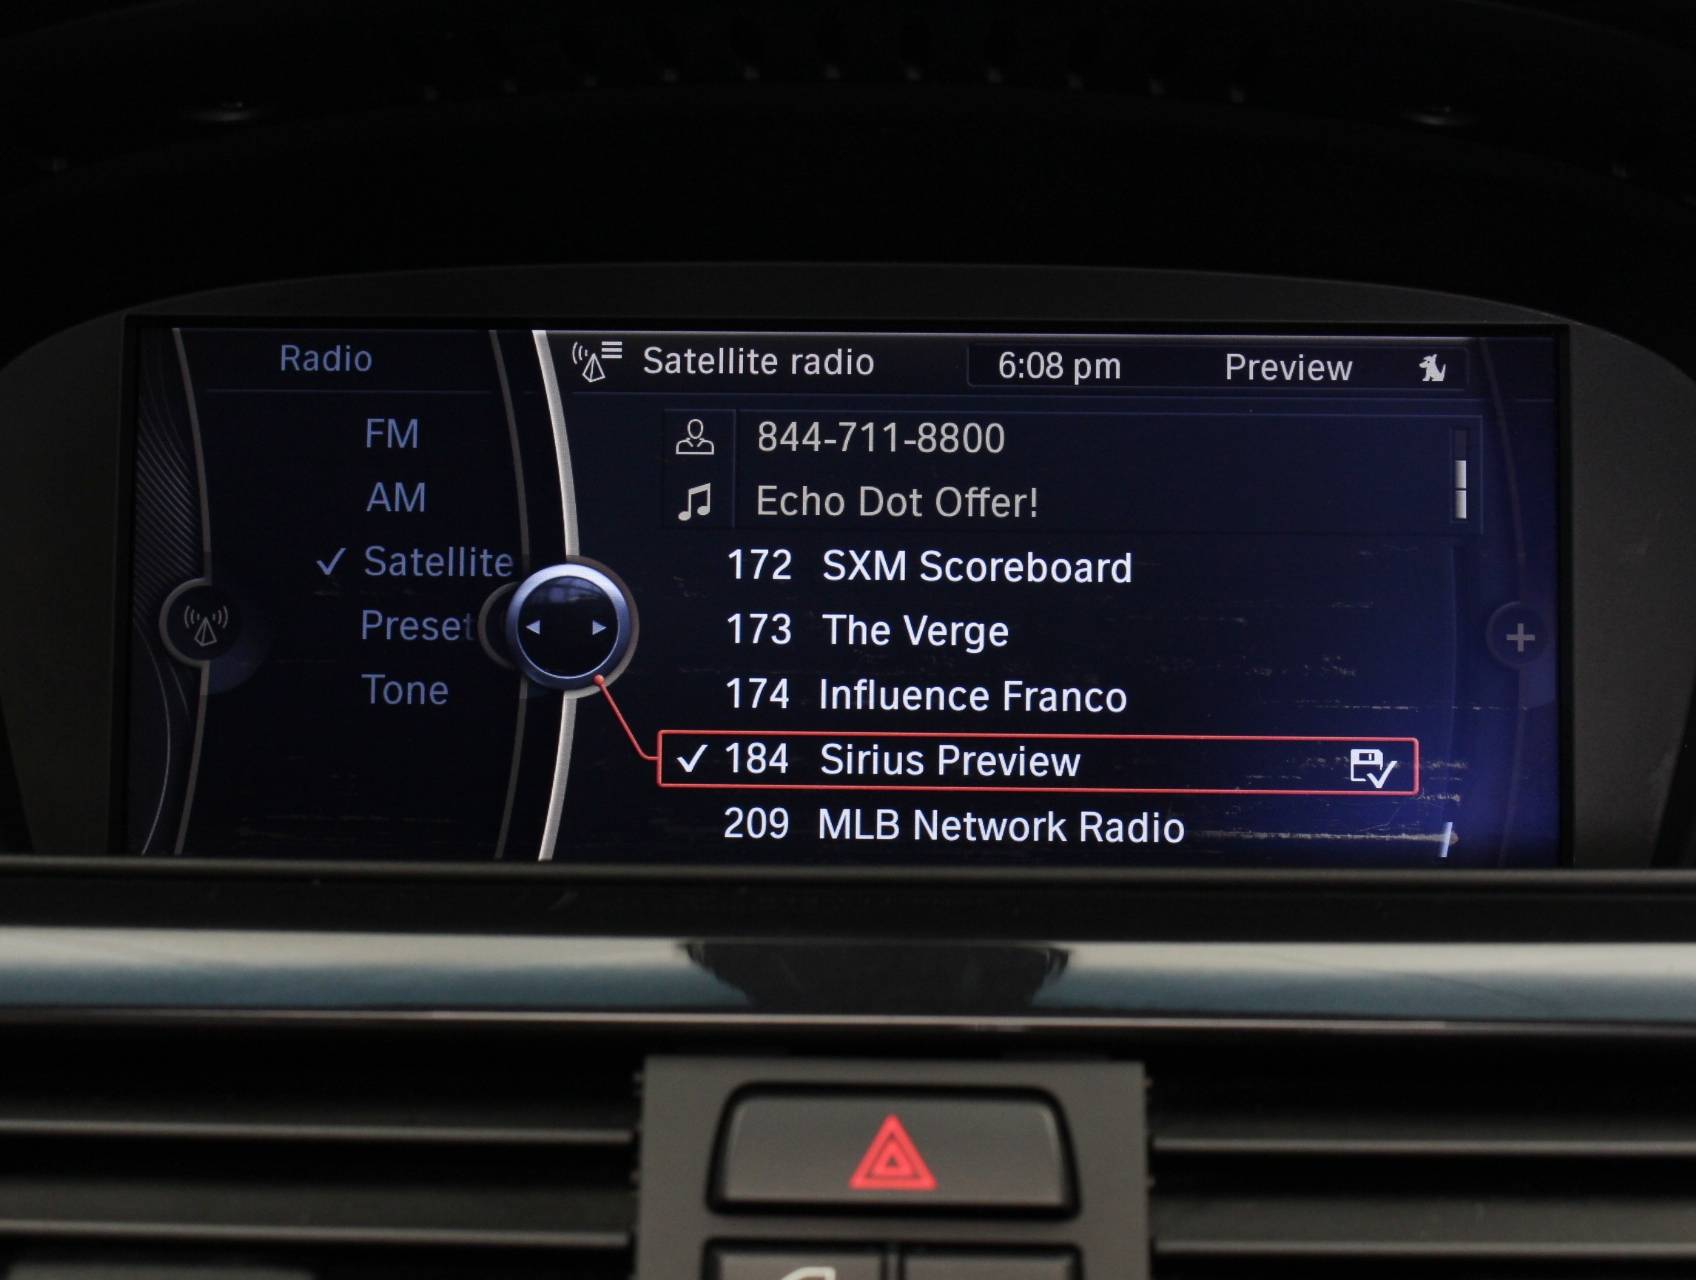 Radio
FM
AM
✓ Satellite
Preset
Tone
Satellite radio
6:08 pm
Preview
844-711-8800
Echo Dot Offer!
172 SXM Scoreboard
173 The Verge
174 Influence Franco
✓ 184 Sirius Preview
209 MLB Network Radio